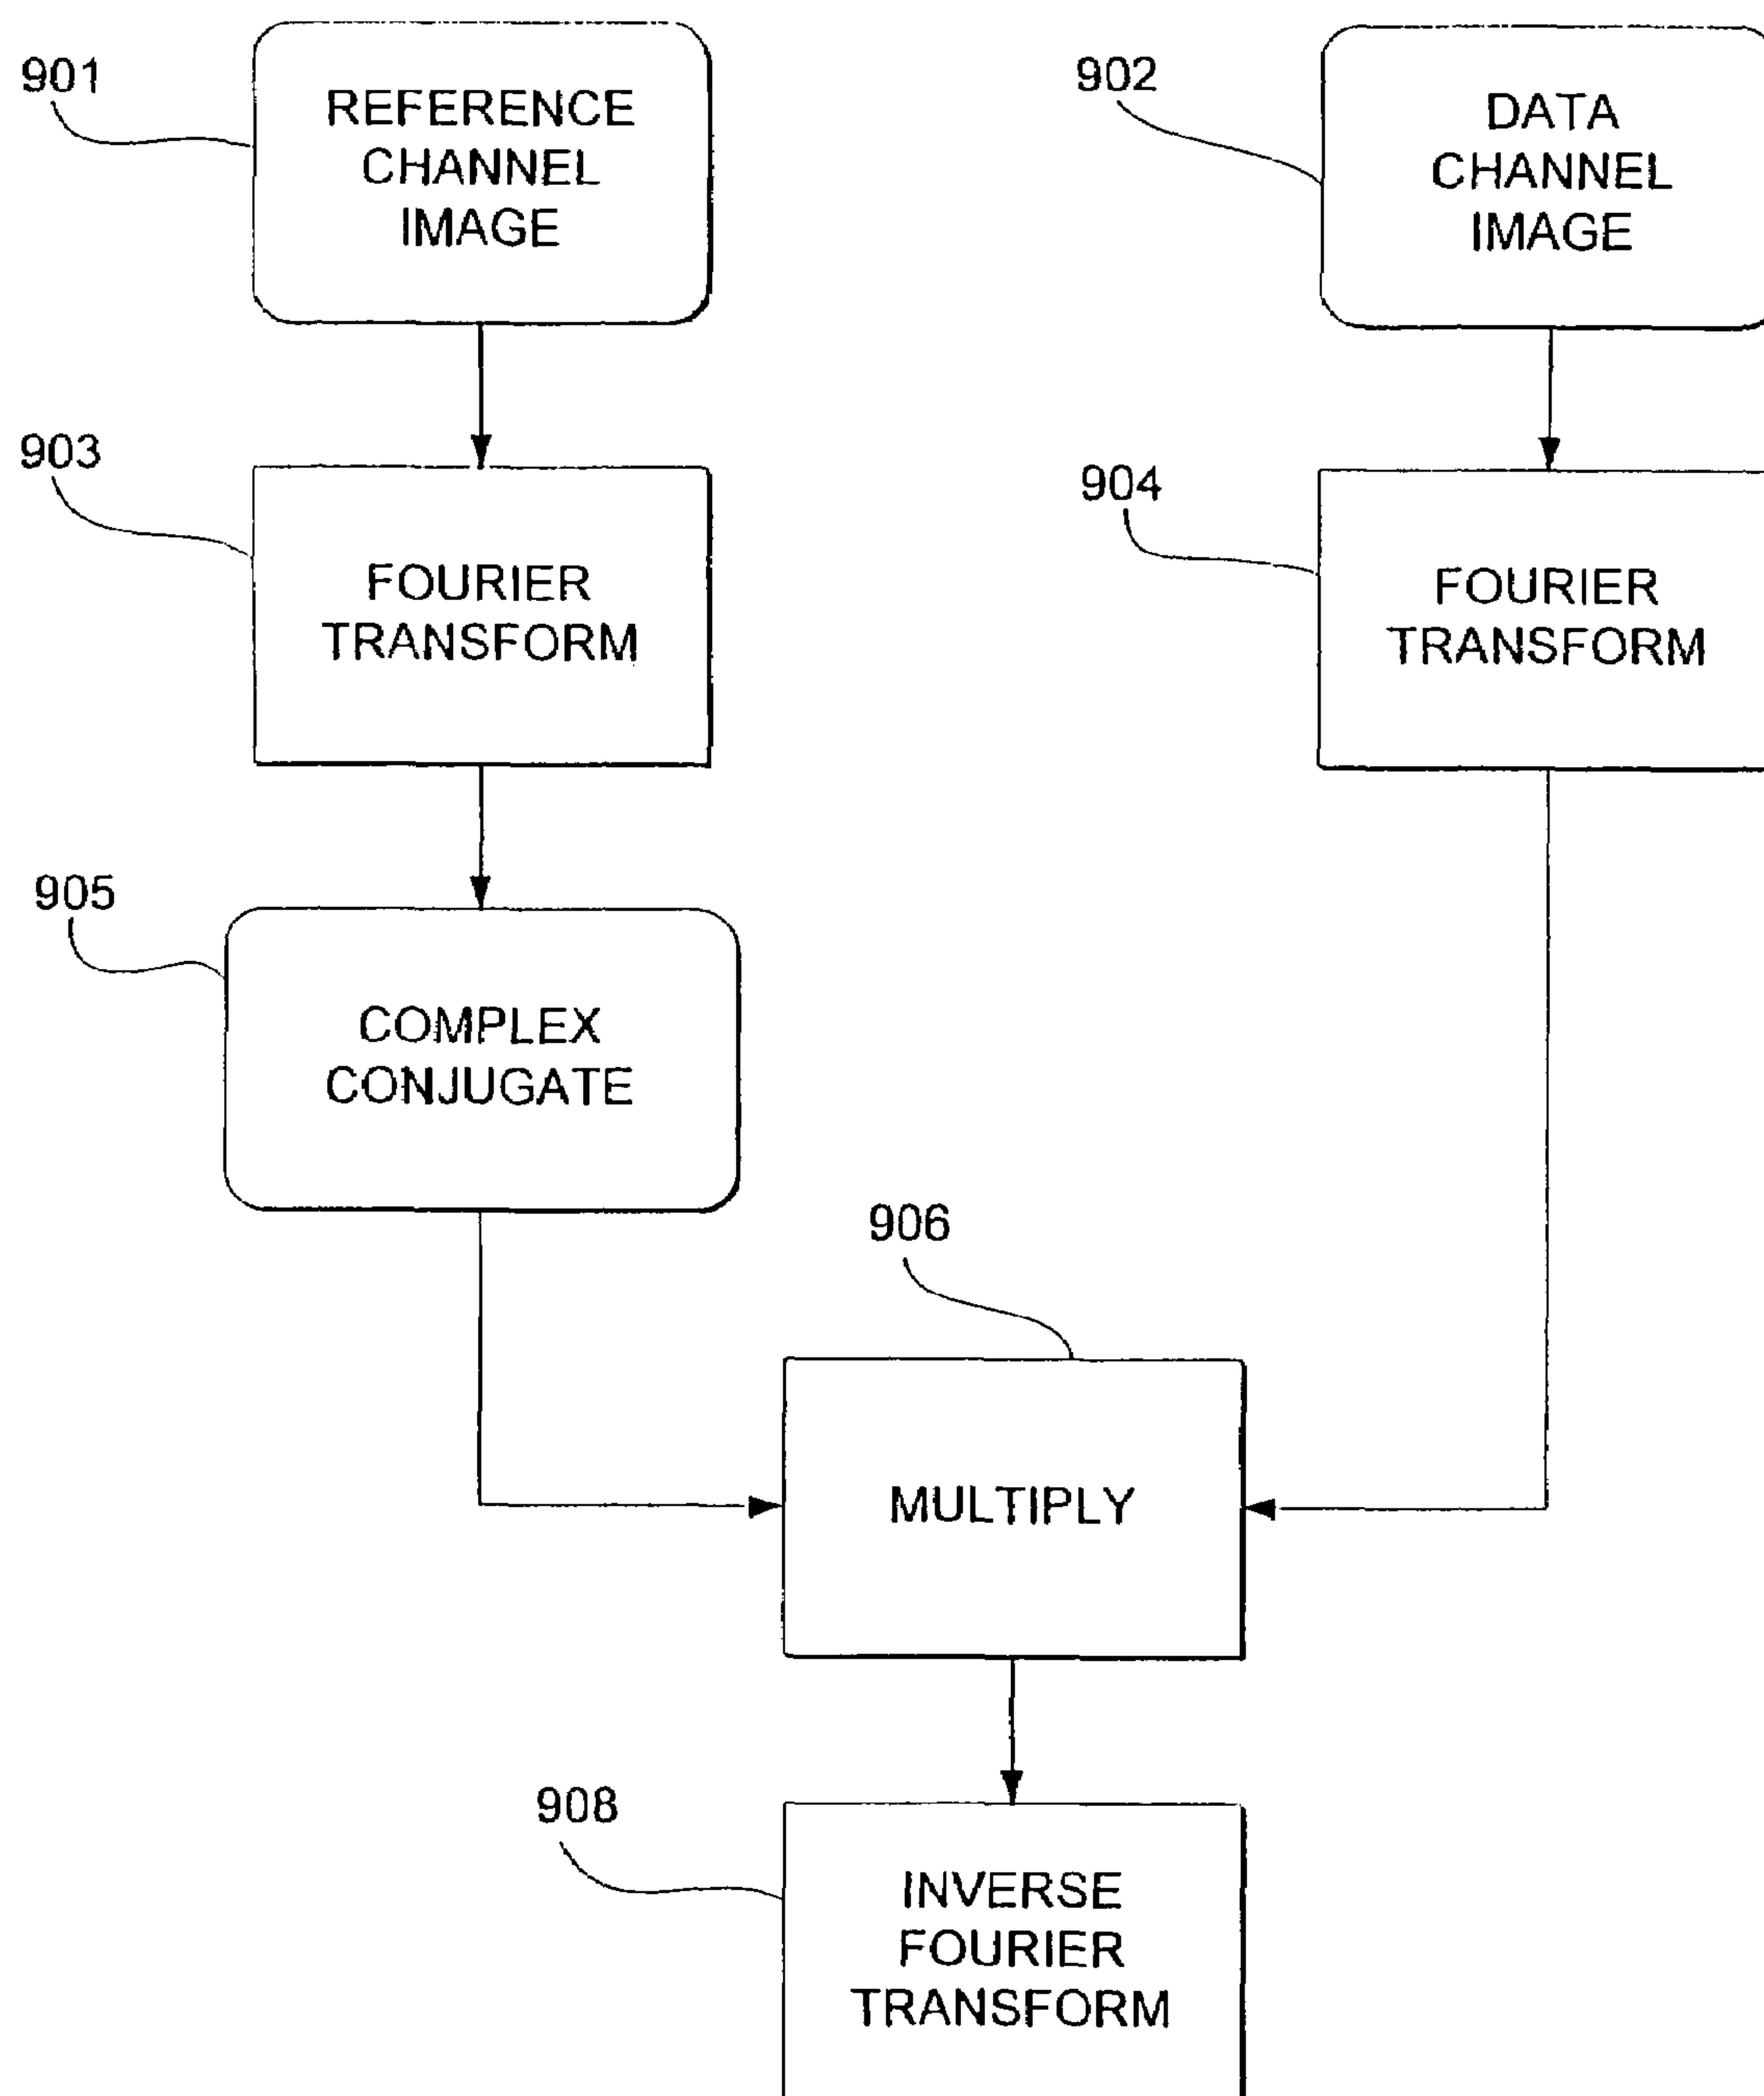 901
REFERENCE
CHANNEL
IMAGE
902
DATA
CHANNEL
IMAGE
903
FOURIER
TRANSFORM
904
FOURIER
TRANSFORM
905
COMPLEX
CONJUGATE
906
MULTIPLY
908
INVERSE
FOURIER
TRANSFORM